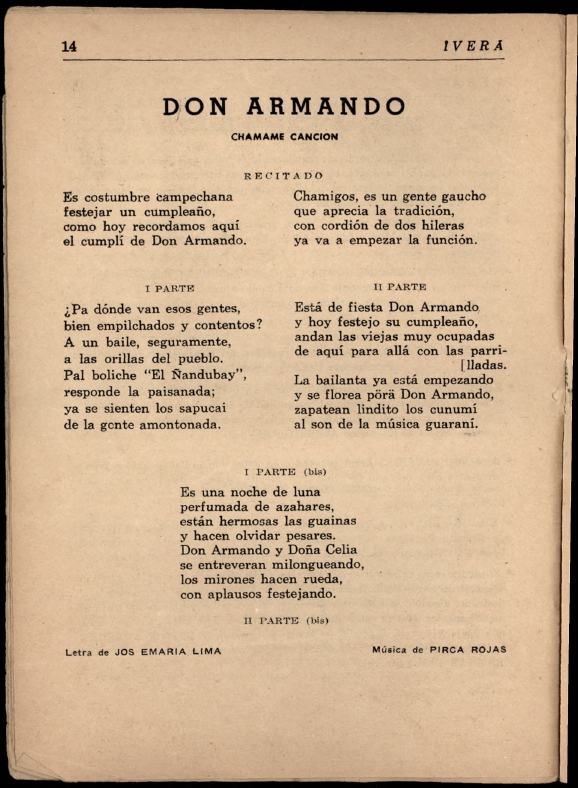 14
IVERÁ
DON ARMANDO
CHAMAME CANCION
RECITADO
Es costumbre campechana
festejar un cumpleaño,
como hoy recordamos aquí
el cumplí de Don Armando.
Chamigos, es un gente gaucho
que aprecia la tradición,
con cordión de dos hileras
ya va a empezar la función.
I PARTE
¿Pa dónde van esos gentes,
bien empilchados y contentos?
A un baile, seguramente,
a las orillas del pueblo.
Pal boliche "El Ñandubay",
responde la paisanada;
ya se sienten los sapucai
de la gente amontonada.
II PARTE
Está de fiesta Don Armando
y hoy festejo su cumpleaño,
andan las viejas muy ocupadas
de aquí para allá con las parri-
[lladas.
La bailanta ya está empezando
y se florea pörä Don Armando,
zapatean lindito los cunumí
al son de la música guaraní.
I PARTE (bis)
Es una noche de luna
perfumada de azahares,
están hermosas las guainas
y hacen olvidar pesares.
Don Armando y Doña Celia
se entreveran milongueando,
los mirones hacen rueda,
con aplausos festejando.
II PARTE (bis)
Letra de JOS EMARIA LIMA
Música de PIRCA ROJAS